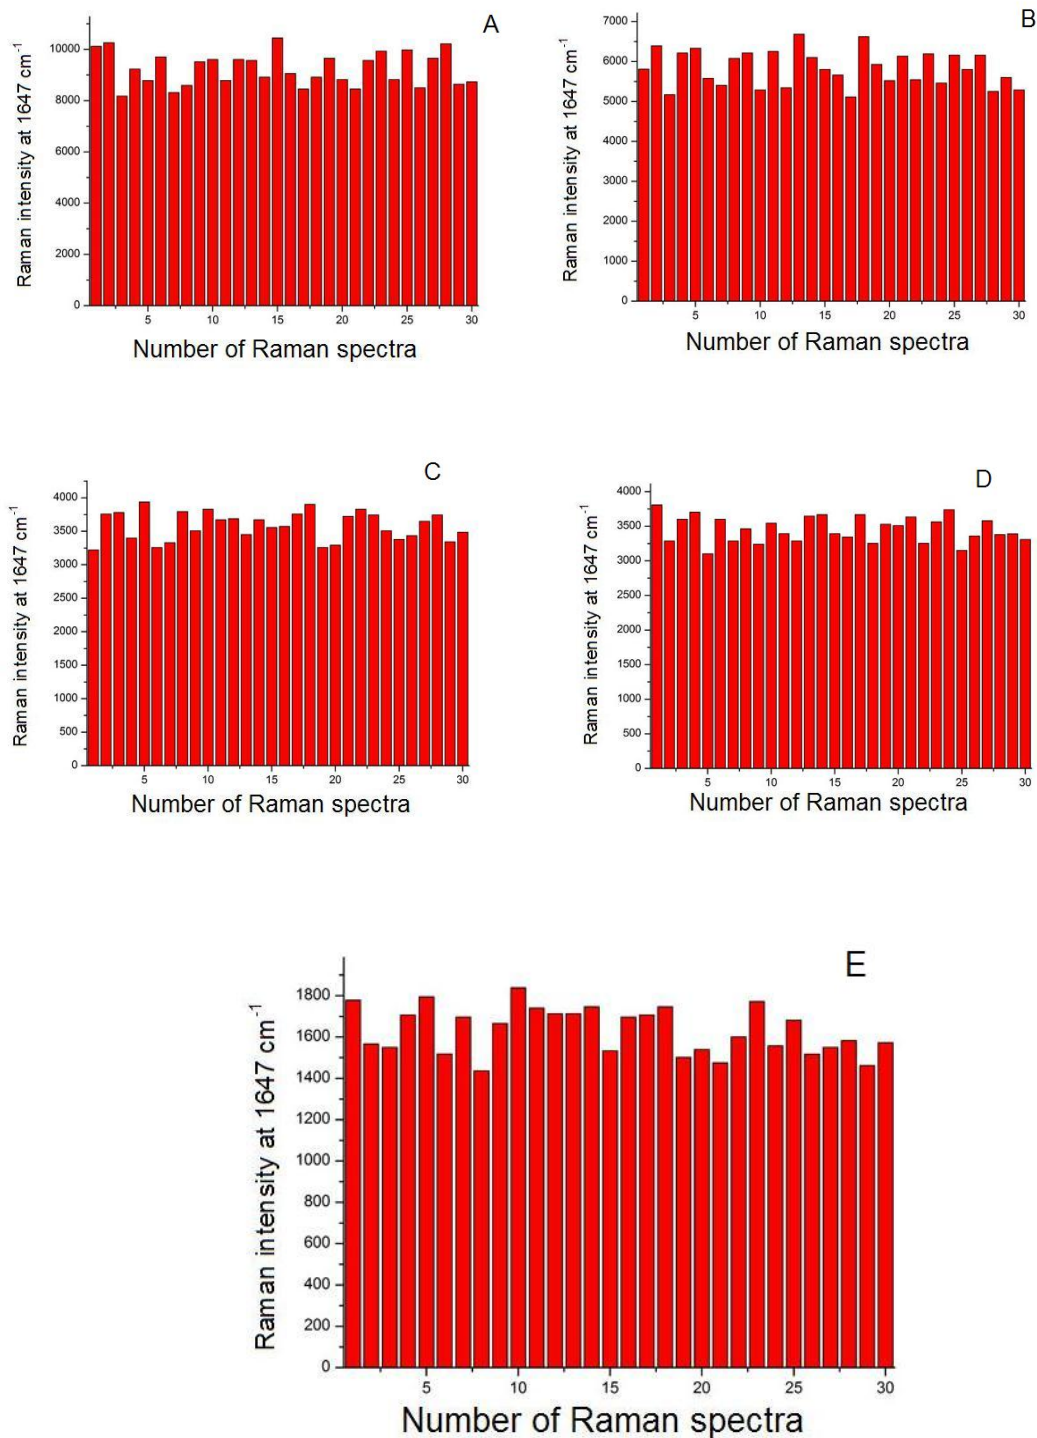 A
Raman intensity at 1647 cm⁻¹
10000
8000
6000
4000
2000
0
5 10 15 20 25 30
Number of Raman spectra
B
Raman intensity at 1647 cm⁻¹
7000
6000
5000
4000
3000
2000
1000
0
5 10 15 20 25 30
Number of Raman spectra
C
Raman intensity at 1647 cm⁻¹
4000
3500
3000
2500
2000
1500
1000
500
0
5 10 15 20 25 30
Number of Raman spectra
D
Raman intensity at 1647 cm⁻¹
4000
3500
3000
2500
2000
1500
1000
500
0
5 10 15 20 25 30
Number of Raman spectra
E
Raman intensity at 1647 cm⁻¹
1800
1600
1400
1200
1000
800
600
400
200
0
5 10 15 20 25 30
Number of Raman spectra